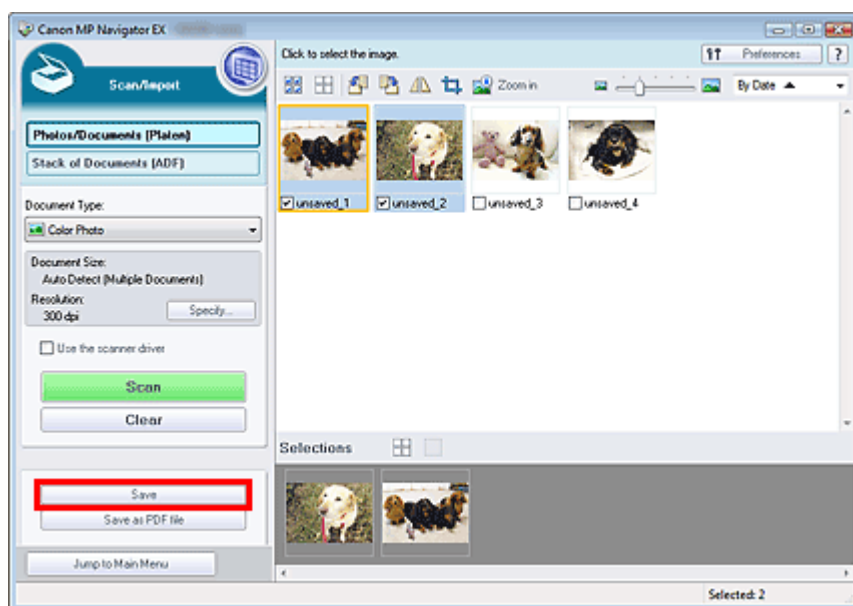 Canon MP Navigator EX
Scan/Import
Photos/Documents (Platen)
Stack of Documents (ADF)
Document Type:
Color Photo
Document Size:
Auto Detect (Multiple Documents)
Resolution:
300 dpi
Specify...
Use the scanner driver
Scan
Clear
Save
Save as PDF file
Jump to Main Menu
Click to select the image.
Preferences
?
Zoom in
By Date
unsaved_1
unsaved_2
unsaved_3
unsaved_4
Selections
Selected: 2